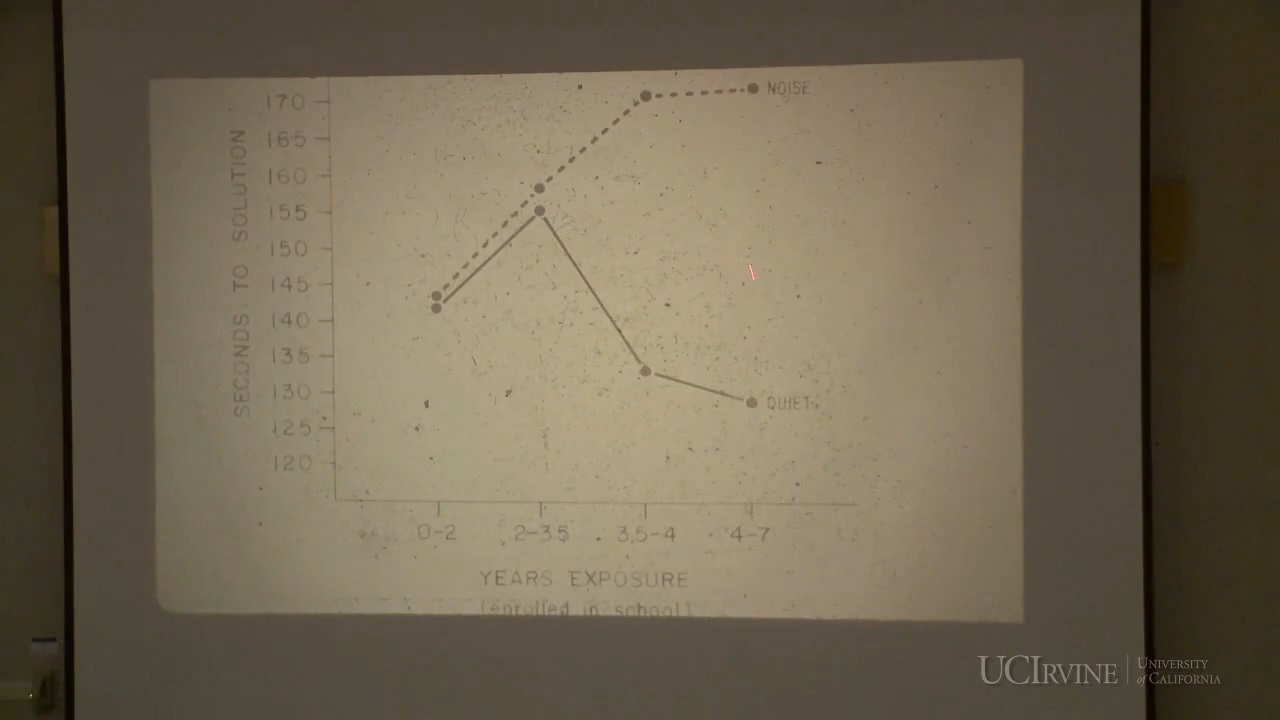 170
165
160
155
150
145
140
135
130
125
120
SECONDS TO SOLUTION
NOISE
QUIET
0-2
2-3.5
3.5-4
4-7
YEARS EXPOSURE
(enrolled in school)
UCIRVINE
UNIVERSITY
of CALIFORNIA